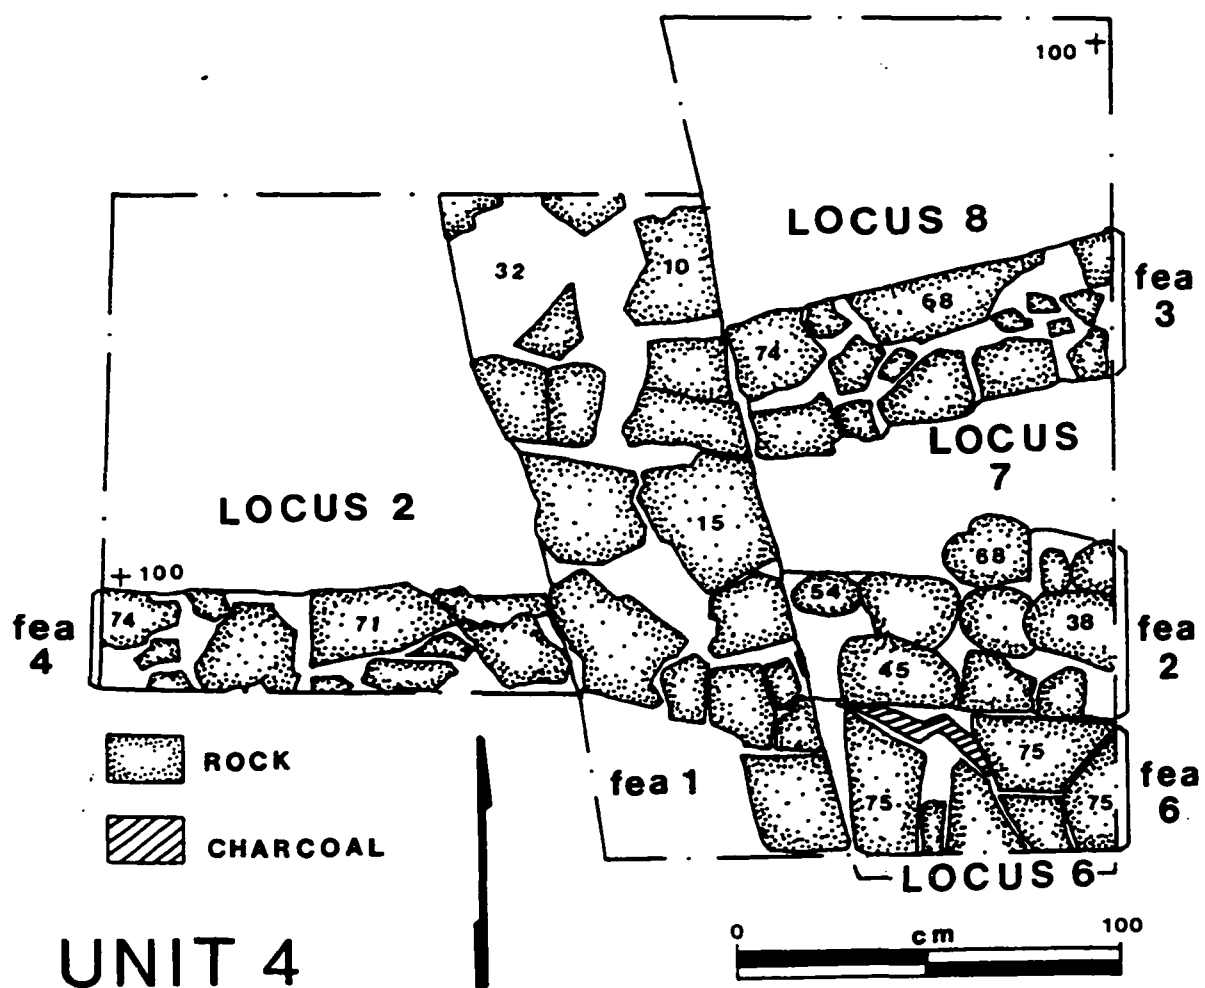 100 +
LOCUS 8
32
10
fea
3
68
74
LOCUS
7
LOCUS 2
15
68
+ 100
54
74
71
38
fea
4
fea
2
45
ROCK
75
fea 1
75
75
fea
6
CHARCOAL
LOCUS 6
0
cm
100
UNIT 4